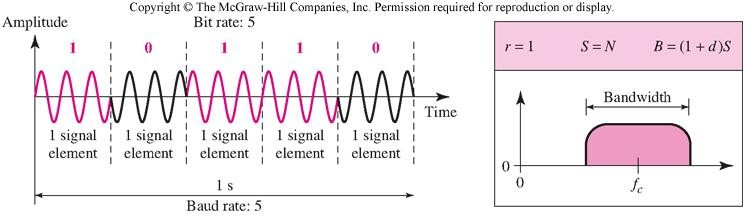 Copyright © The McGraw-Hill Companies, Inc. Permission required for reproduction or display.
Amplitude
Bit rate: 5
1 0 1 1 0
Time
1 signal element
1 signal element
1 signal element
1 signal element
1 signal element
1 s
Baud rate: 5
r = 1 S = N B = (1 + d)S
Bandwidth
0
0
fc